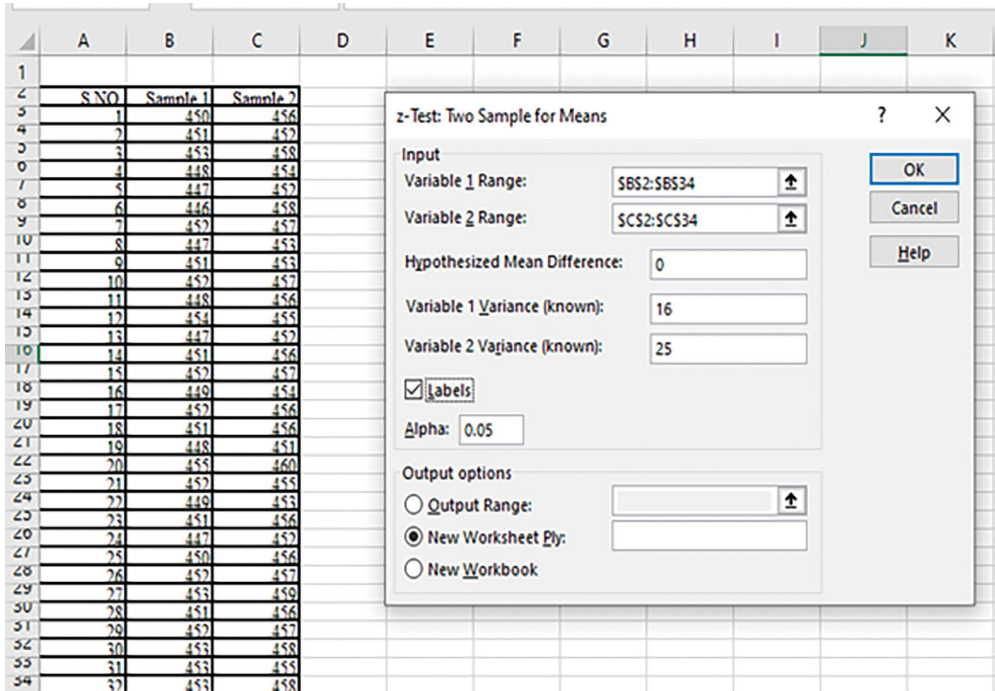 A B C D E F G H I J K
1
2 S.NO Sample 1 Sample 2
3 1 450 456
4 2 451 452
5 3 453 458
6 4 448 454
7 5 447 452
8 6 446 458
9 7 452 457
10 8 447 453
11 9 451 453
12 10 452 457
13 11 448 456
14 12 454 455
15 13 447 452
16 14 451 456
17 15 452 457
18 16 449 454
19 17 452 456
20 18 451 456
21 19 448 451
22 20 455 460
23 21 452 455
24 22 449 453
25 23 451 456
26 24 447 452
27 25 450 456
28 26 452 457
29 27 453 459
30 28 451 456
31 29 452 457
32 30 453 458
33 31 453 455
34 32 453 458
z-Test: Two Sample for Means ? X
Input
Variable 1 Range: $B$2:$B$34
Variable 2 Range: $C$2:$C$34
Hypothesized Mean Difference: 0
Variable 1 Variance (known): 16
Variable 2 Variance (known): 25
Labels
Alpha: 0.05
Output options
Output Range:
New Worksheet Ply:
New Workbook
OK
Cancel
Help